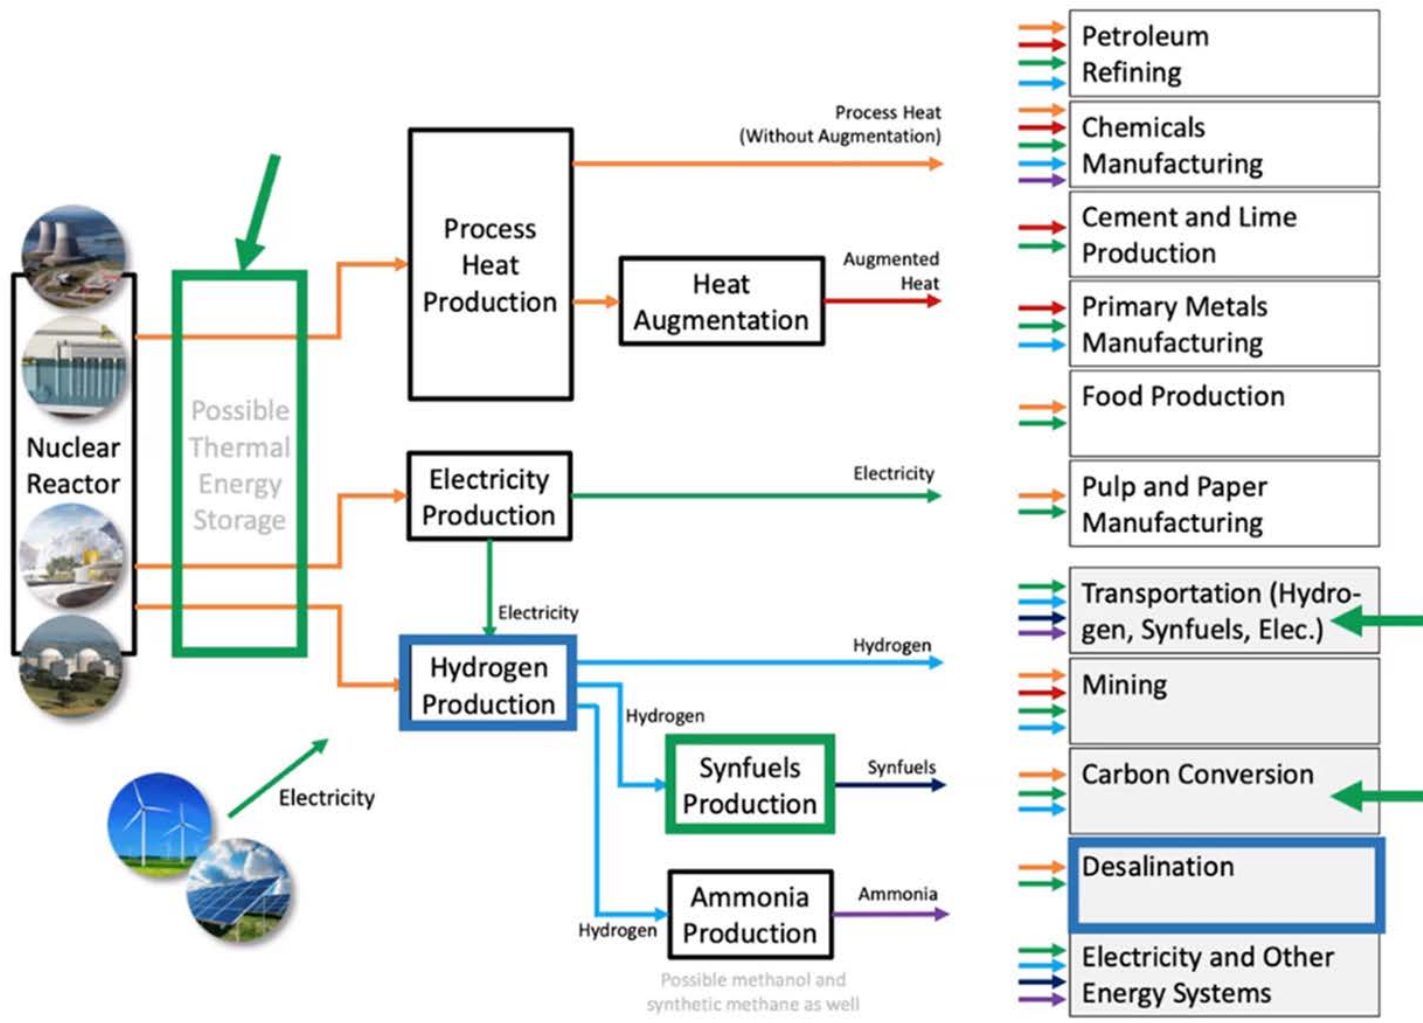 Nuclear
Reactor
Possible
Thermal
Energy
Storage
Electricity
Process
Heat
Production
Process Heat
(Without Augmentation)
Heat
Augmentation
Augmented
Heat
Electricity
Production
Electricity
Electricity
Hydrogen
Production
Hydrogen
Hydrogen
Synfuels
Production
Synfuels
Hydrogen
Ammonia
Production
Ammonia
Possible methanol and
synthetic methane as well
Petroleum
Refining
Chemicals
Manufacturing
Cement and Lime
Production
Primary Metals
Manufacturing
Food Production
Pulp and Paper
Manufacturing
Transportation (Hydro-
gen, Synfuels, Elec.)
Mining
Carbon Conversion
Desalination
Electricity and Other
Energy Systems